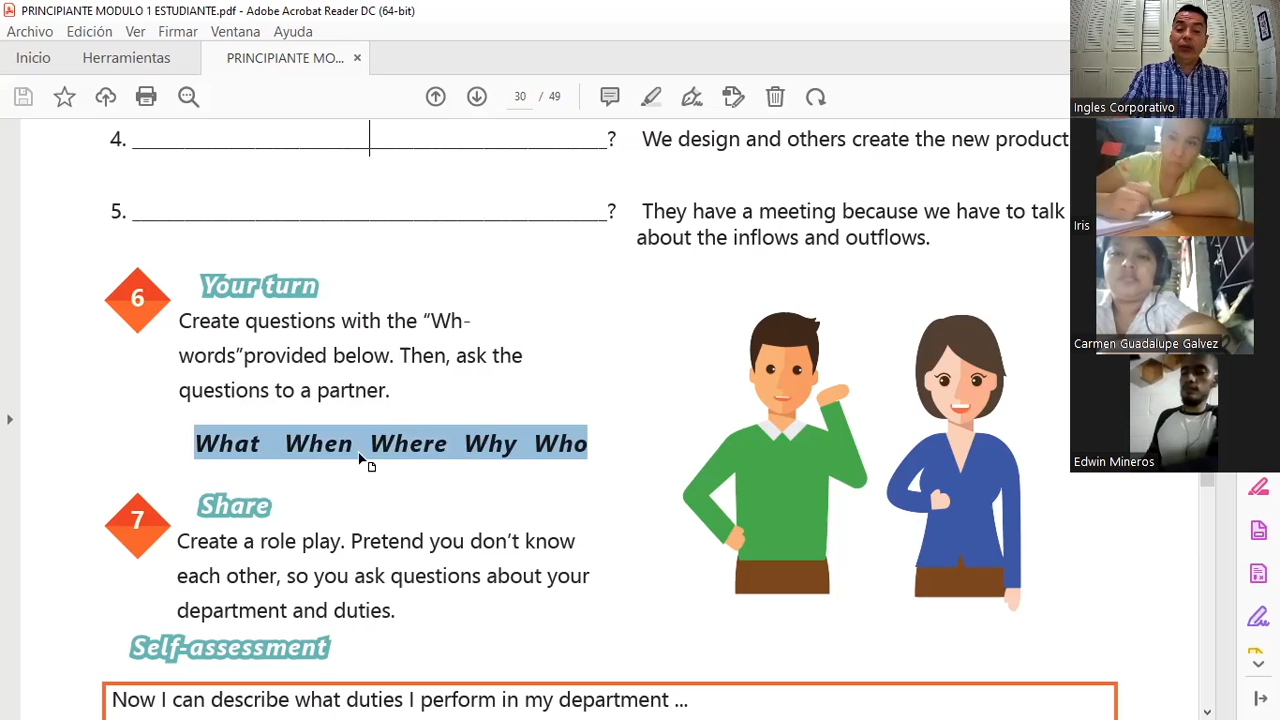 PRINCIPIANTE MODULO 1 ESTUDIANTE.pdf - Adobe Acrobat Reader DC (64-bit)
Archivo Edición Ver Firmar Ventana Ayuda
Inicio Herramientas PRINCIPIANTE MO... ×
30 / 49
4. ? We design and others create the new product
5. ? They have a meeting because we have to talk
about the inflows and outflows.
6 Your turn
Create questions with the “Wh-
words”provided below. Then, ask the
questions to a partner.
What When Where Why Who
7 Share
Create a role play. Pretend you don’t know
each other, so you ask questions about your
department and duties.
Self-assessment
Now I can describe what duties I perform in my department ...
Ingles Corporativo
Iris
Carmen Guadalupe Galvez
Edwin Mineros